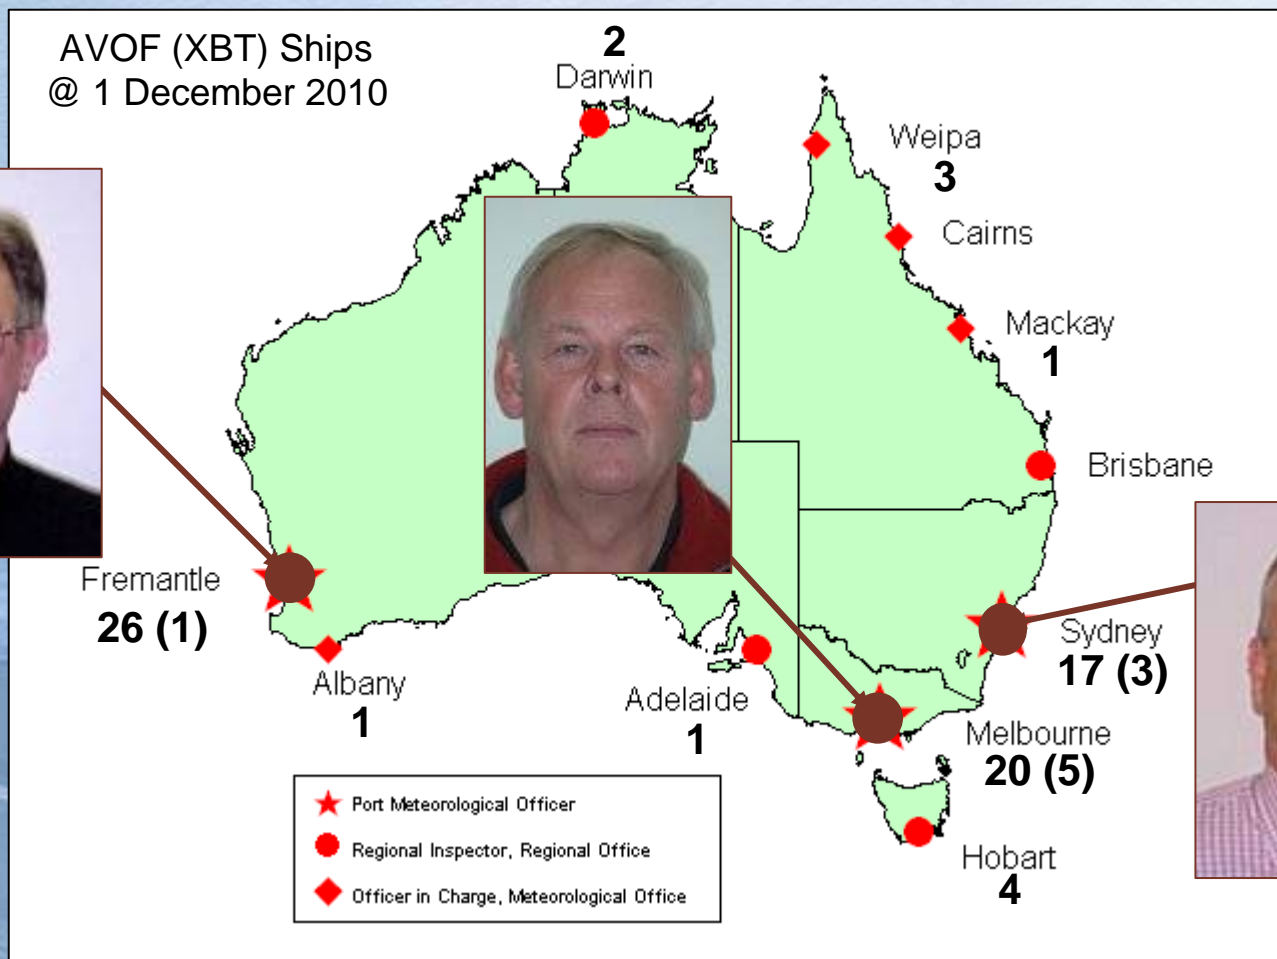 AVOF (XBT) Ships
@ 1 December 2010
2
Darwin
Weipa
3
Cairns
Mackay
1
Brisbane
Fremantle
26 (1)
Albany
1
Adelaide
1
Sydney
17 (3)
Melbourne
20 (5)
Hobart
4
Port Meteorological Officer
Regional Inspector, Regional Office
Officer in Charge, Meteorological Office